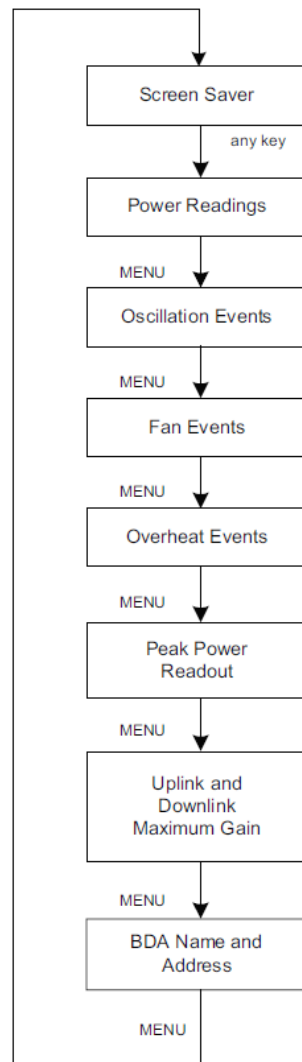 Screen Saver
any key
Power Readings
MENU
Oscillation Events
MENU
Fan Events
MENU
Overheat Events
MENU
Peak Power
Readout
MENU
Uplink and
Downlink
Maximum Gain
MENU
BDA Name and
Address
MENU